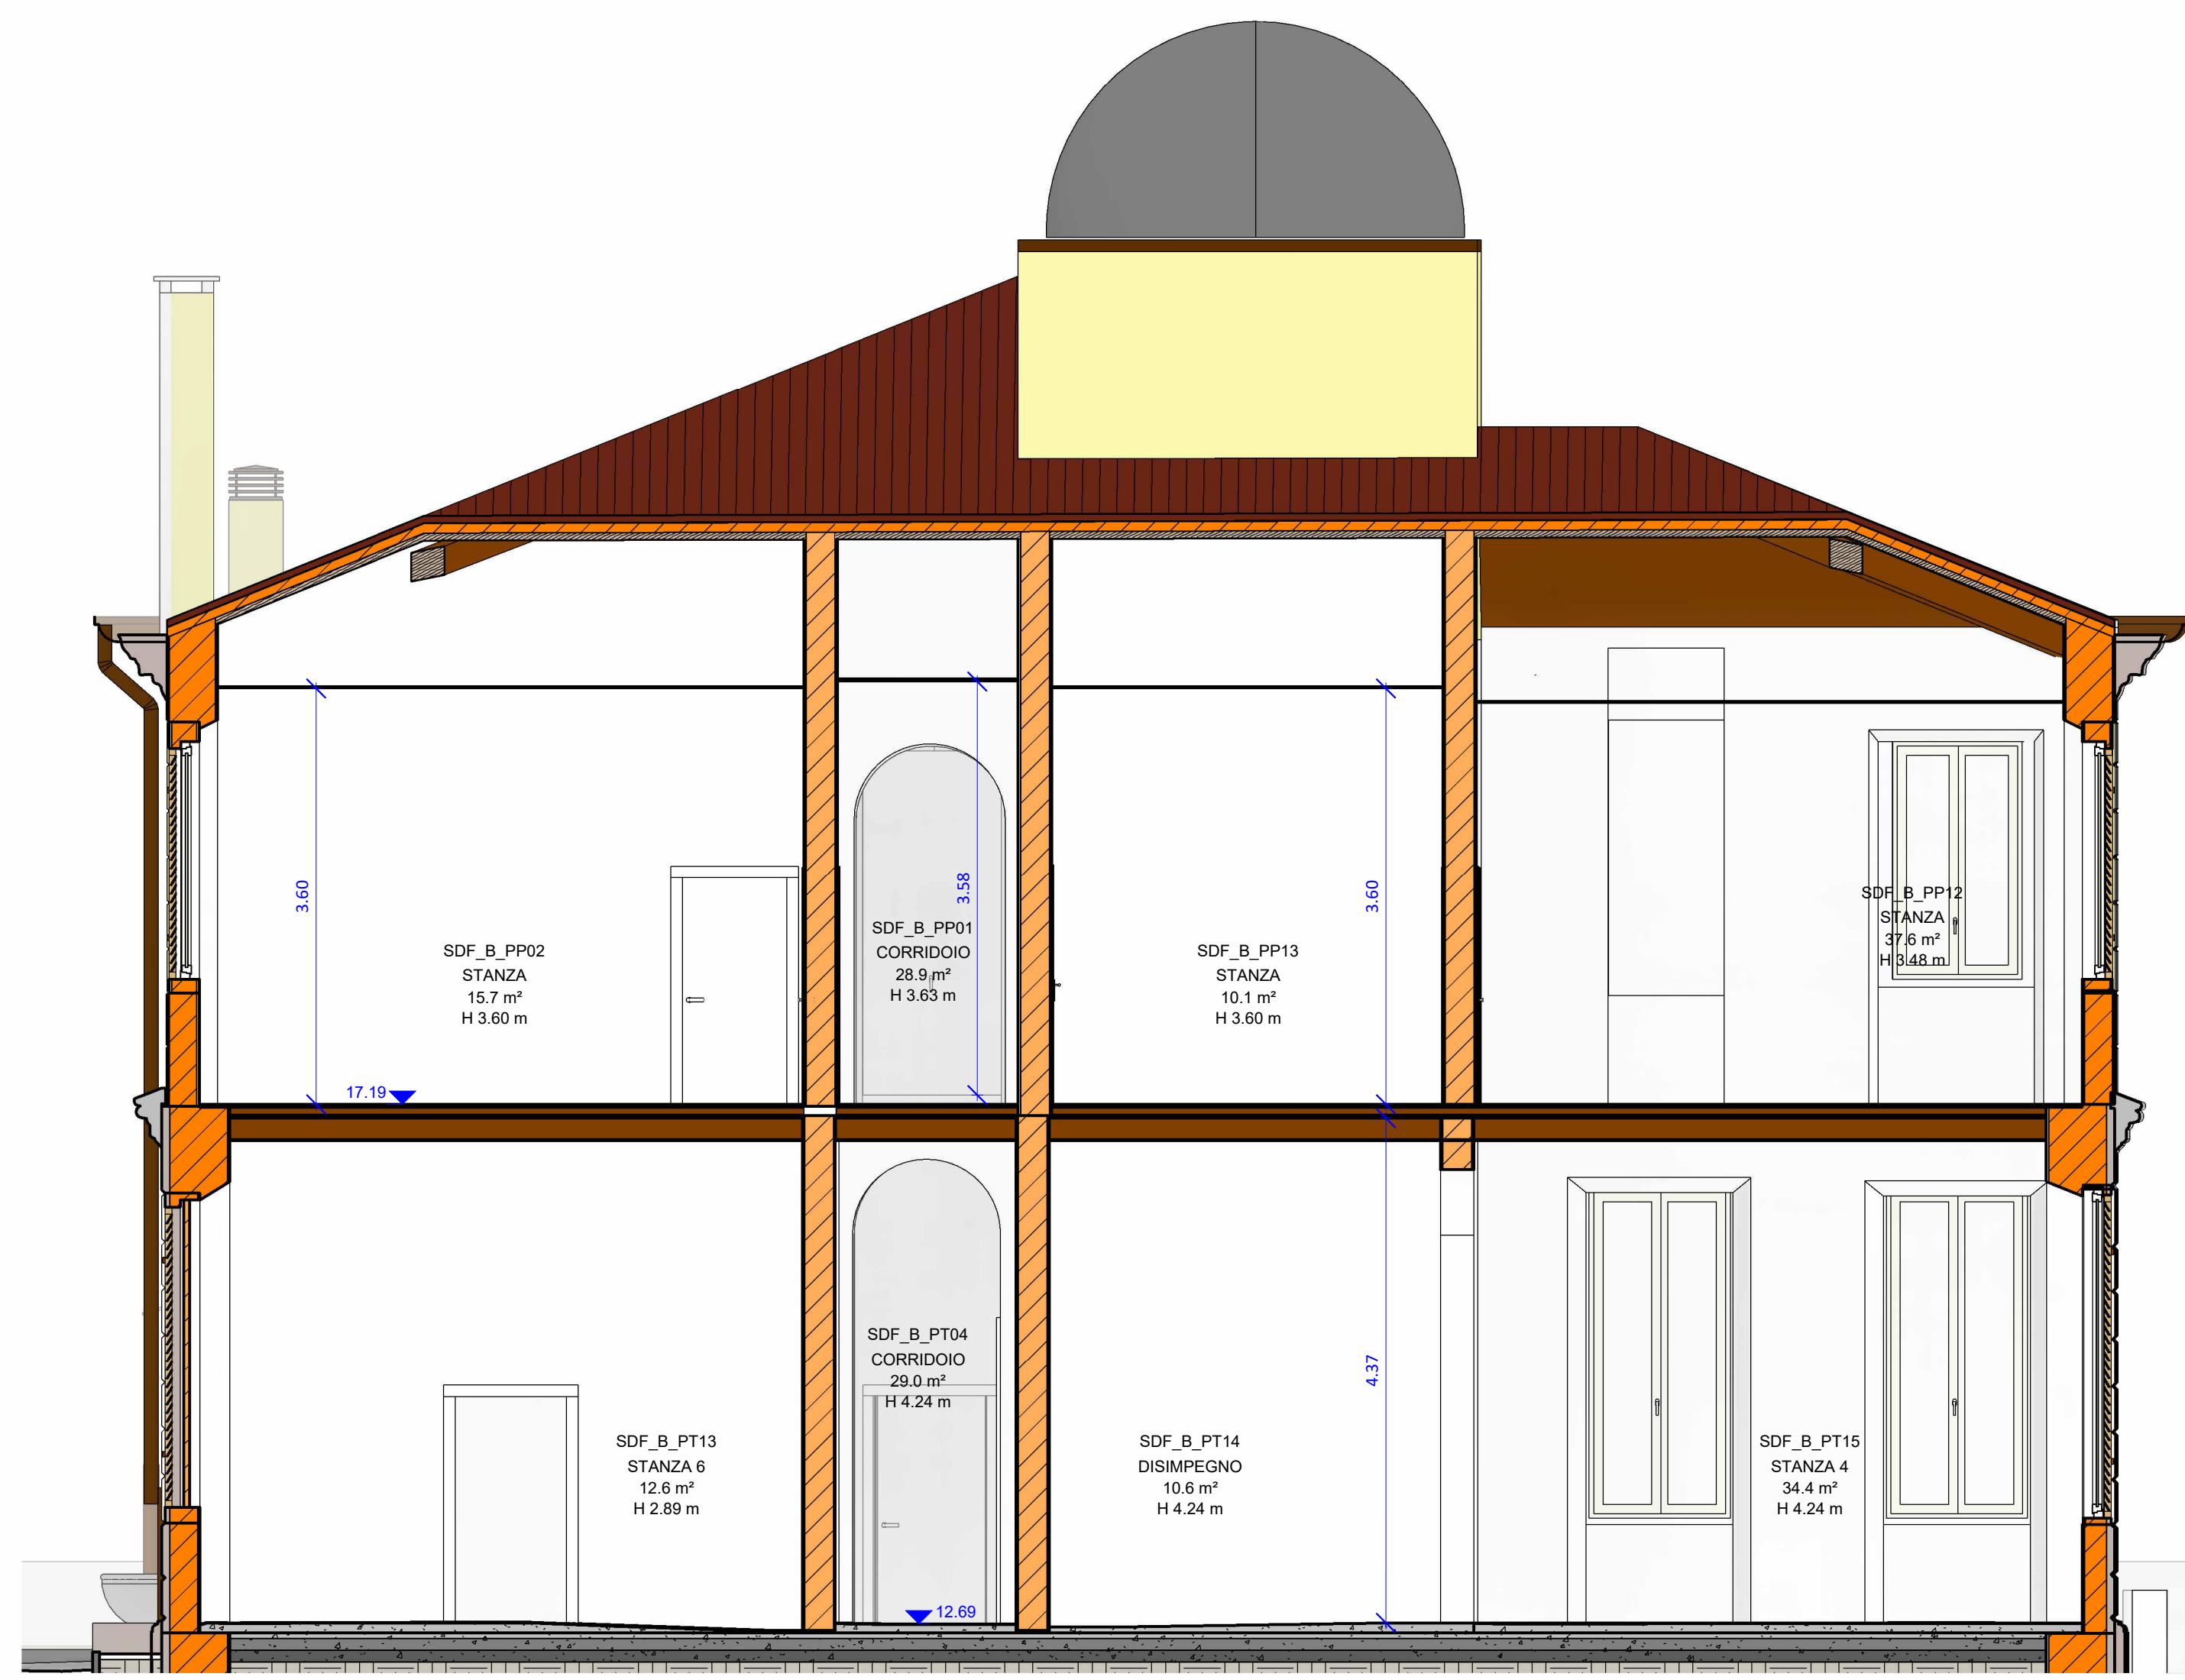 3.60
3.58
3.60
SDF_B_PP12
STANZA
37.6 m²
H 3.48 m
SDF_B_PP01
CORRIDOIO
28.9 m²
H 3.63 m
SDF_B_PP02
STANZA
15.7 m²
H 3.60 m
SDF_B_PP13
STANZA
10.1 m²
H 3.60 m
17.19
SDF_B_PT04
CORRIDOIO
29.0 m²
H 4.24 m
4.37
SDF_B_PT13
STANZA 6
12.6 m²
H 2.89 m
SDF_B_PT14
DISIMPEGNO
10.6 m²
H 4.24 m
SDF_B_PT15
STANZA 4
34.4 m²
H 4.24 m
12.69